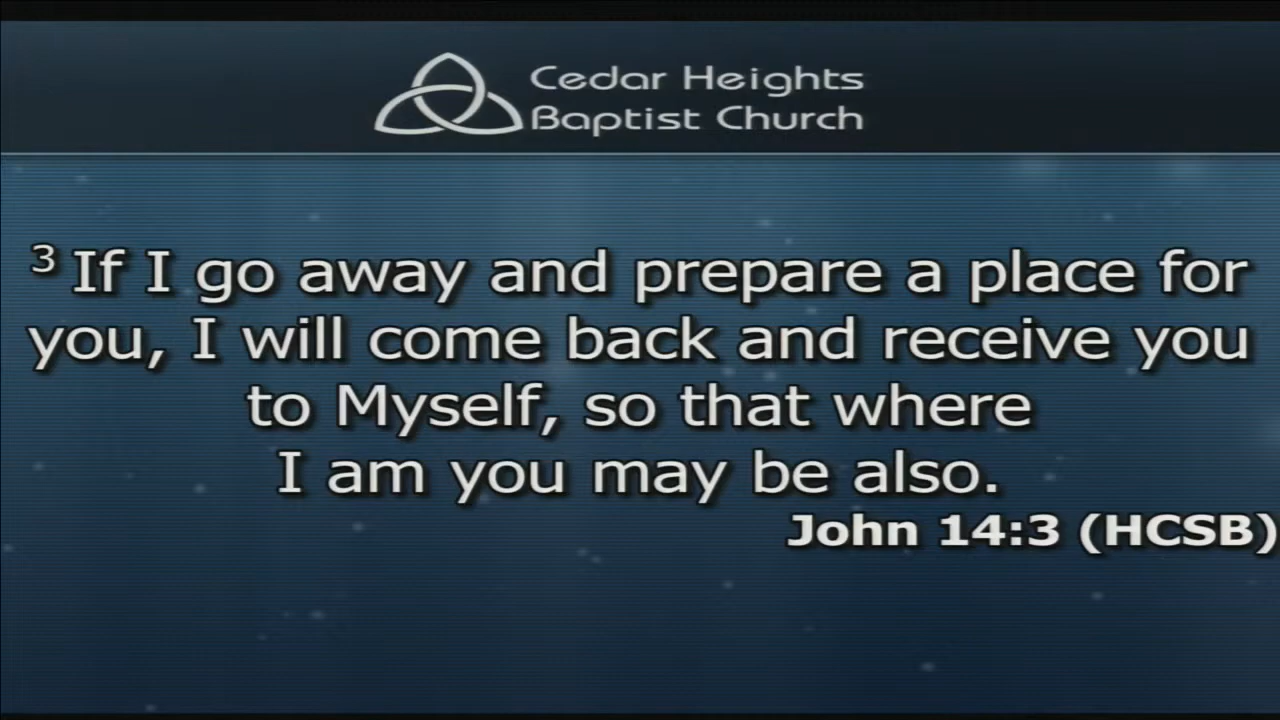 Cedar Heights
Baptist Church
3 If I go away and prepare a place for
you, I will come back and receive you
to Myself, so that where
I am you may be also.
John 14:3 (HCSB)